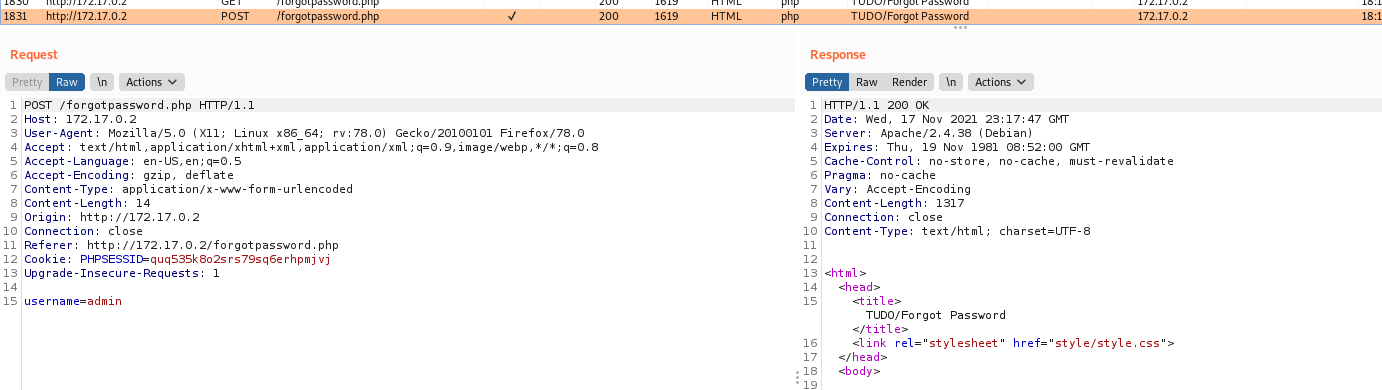 1830 http://172.17.0.2 GET /forgotpassword.php 200 1619 HTML php TUDO/Forgot Password 172.17.0.2 18:1
1831 http://172.17.0.2 POST /forgotpassword.php ✓ 200 1619 HTML php TUDO/Forgot Password 172.17.0.2 18:1
Request
Pretty Raw \n Actions
1 POST /forgotpassword.php HTTP/1.1
2 Host: 172.17.0.2
3 User-Agent: Mozilla/5.0 (X11; Linux x86_64; rv:78.0) Gecko/20100101 Firefox/78.0
4 Accept: text/html,application/xhtml+xml,application/xml;q=0.9,image/webp,*/*;q=0.8
5 Accept-Language: en-US,en;q=0.5
6 Accept-Encoding: gzip, deflate
7 Content-Type: application/x-www-form-urlencoded
8 Content-Length: 14
9 Origin: http://172.17.0.2
10 Connection: close
11 Referer: http://172.17.0.2/forgotpassword.php
12 Cookie: PHPSESSID=quq535k8o2srs79sq6erhpmjvj
13 Upgrade-Insecure-Requests: 1
14
15 username=admin
Response
Pretty Raw Render \n Actions
1 HTTP/1.1 200 OK
2 Date: Wed, 17 Nov 2021 23:17:47 GMT
3 Server: Apache/2.4.38 (Debian)
4 Expires: Thu, 19 Nov 1981 08:52:00 GMT
5 Cache-Control: no-store, no-cache, must-revalidate
6 Pragma: no-cache
7 Vary: Accept-Encoding
8 Content-Length: 1317
9 Connection: close
10 Content-Type: text/html; charset=UTF-8
11
12
13 <html>
14 <head>
15 <title>
TUDO/Forgot Password
</title>
16 <link rel="stylesheet" href="style/style.css">
17 </head>
18 <body>
19